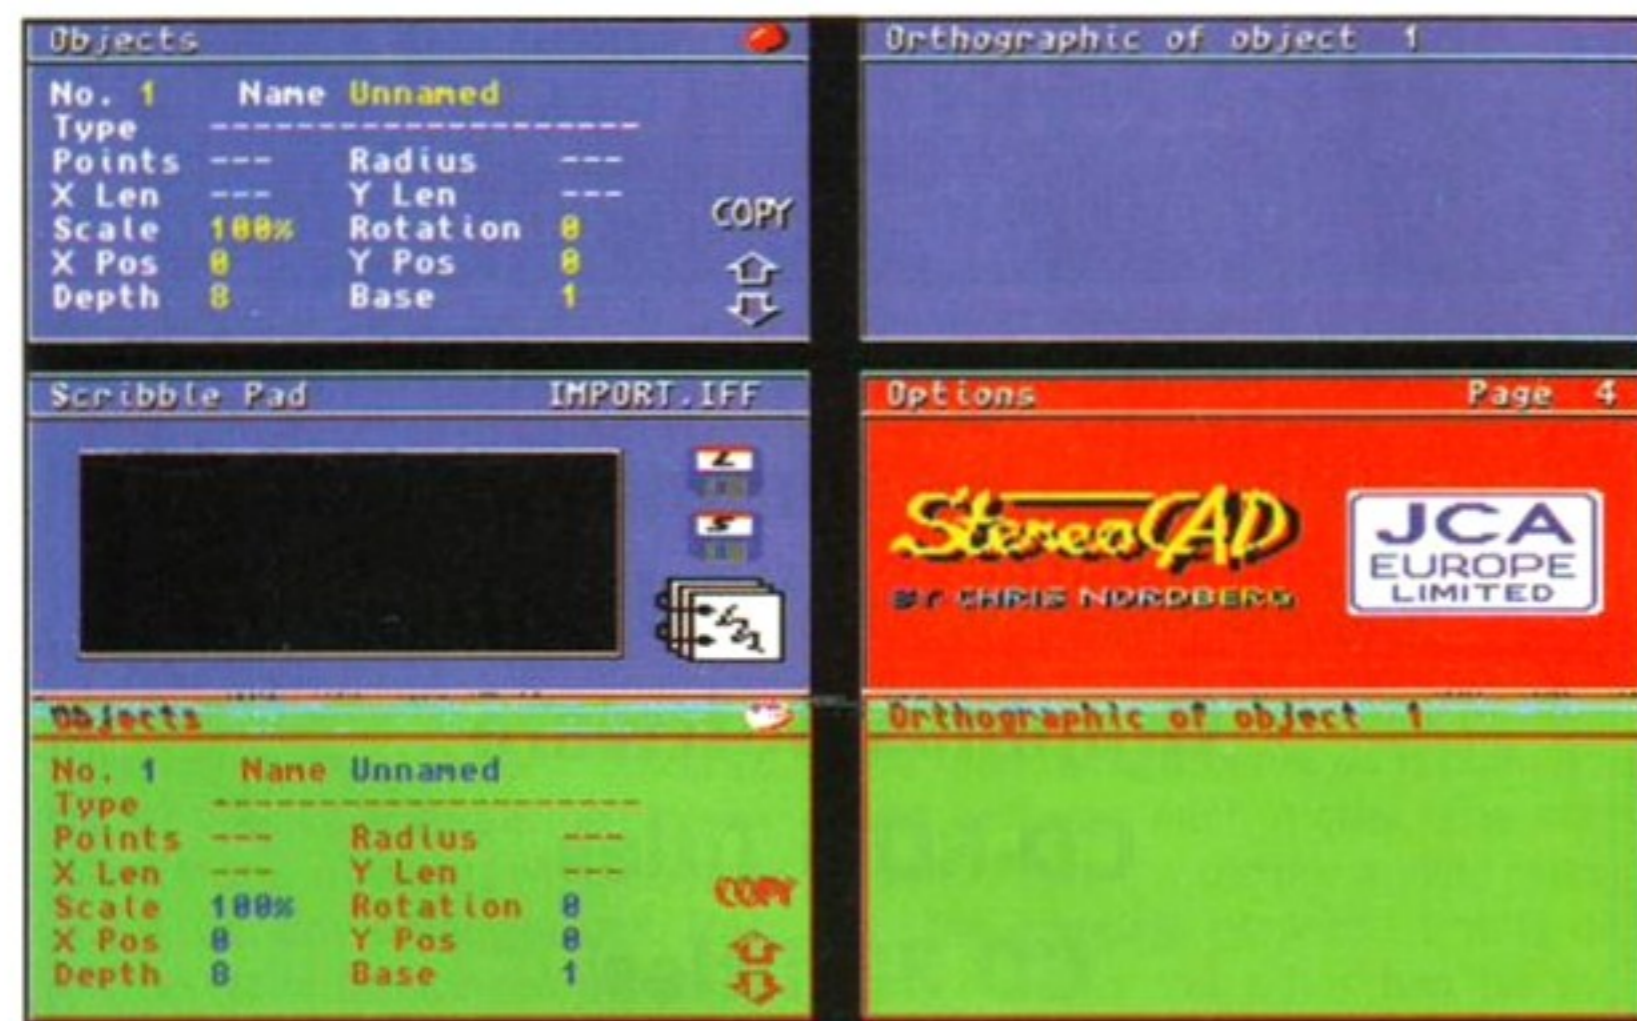 Objects
No. 1 Name Unnamed
Type ---------------------
Points --- Radius ---
X Len --- Y Len ---
Scale 100% Rotation 0
X Pos 0 Y Pos 0
Depth 8 Base 1
COPY
Orthographic of object 1
Scribble Pad IMPORT.IFF
L
S
Options Page 4
StereoCAD
BY CHRIS NORDBERG
JCA
EUROPE
LIMITED
Objects
No. 1 Name Unnamed
Type ---------------------
Points --- Radius ---
X Len --- Y Len ---
Scale 100% Rotation 0
X Pos 0 Y Pos 0
Depth 8 Base 1
COPY
Orthographic of object 1